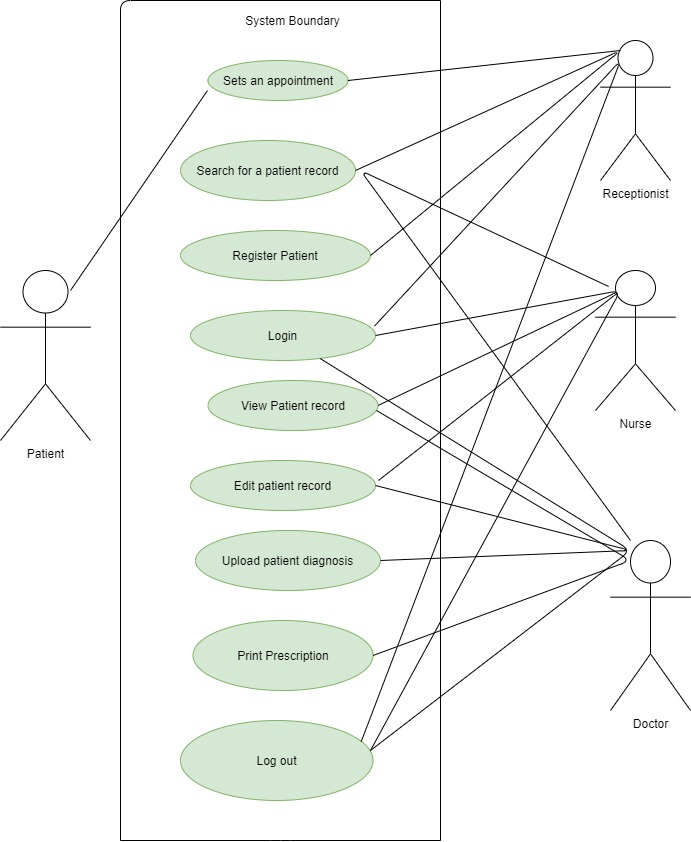 System Boundary
Sets an appointment
Search for a patient record
Receptionist
Register Patient
Login
View Patient record
Nurse
Patient
Edit patient record
Upload patient diagnosis
Print Prescription
Doctor
Log out